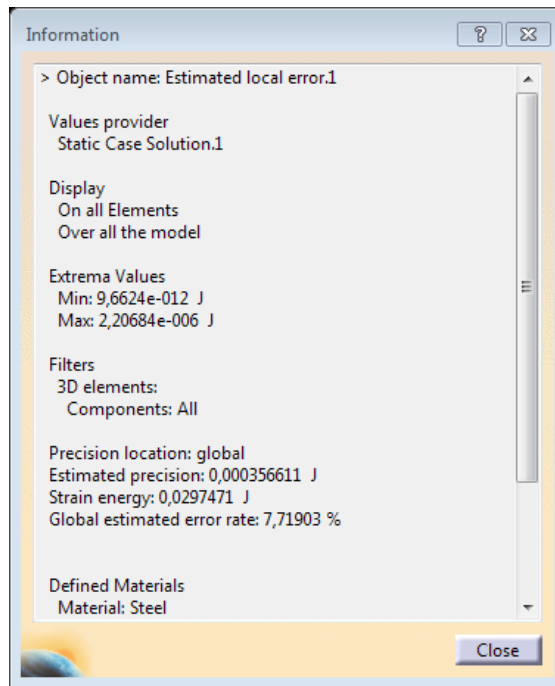 Information
> Object name: Estimated local error.1
Values provider
Static Case Solution.1
Display
On all Elements
Over all the model
Extrema Values
Min: 9,6624e-012 J
Max: 2,20684e-006 J
Filters
3D elements:
Components: All
Precision location: global
Estimated precision: 0,000356611 J
Strain energy: 0,0297471 J
Global estimated error rate: 7,71903 %
Defined Materials
Material: Steel
Close